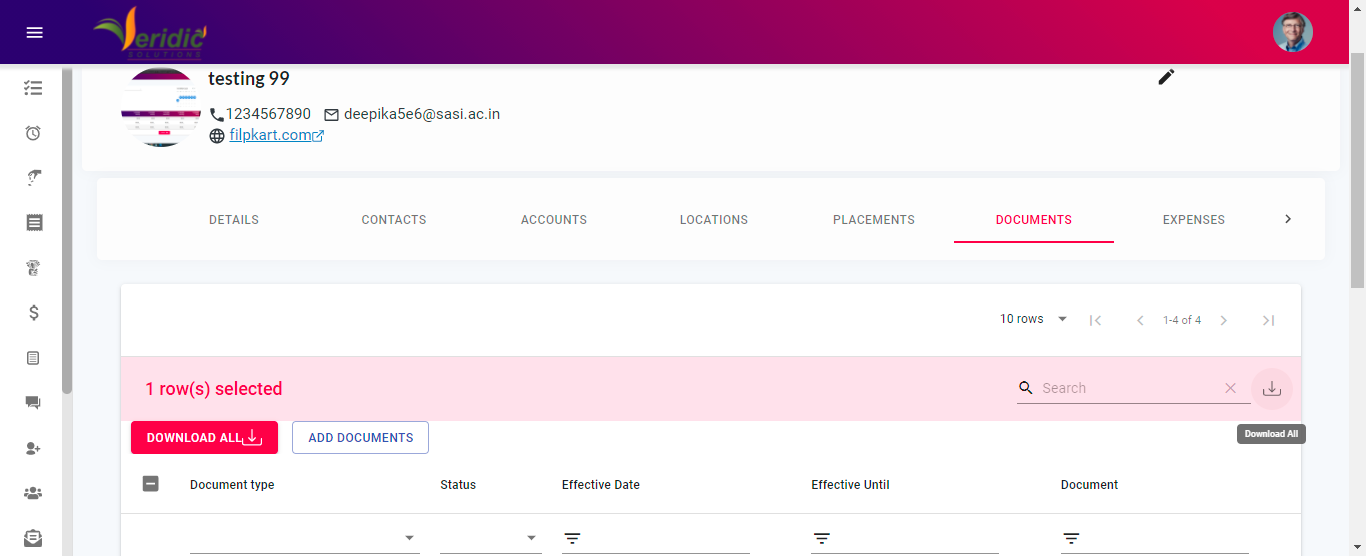 eridic
SOLUTIONS
testing 99
1234567890 deepika5e6@sasi.ac.in
filpkart.com
DETAILS CONTACTS ACCOUNTS LOCATIONS PLACEMENTS DOCUMENTS EXPENSES
10 rows 1-4 of 4
1 row(s) selected Search
DOWNLOAD ALL ADD DOCUMENTS Download All
Document type Status Effective Date Effective Until Document